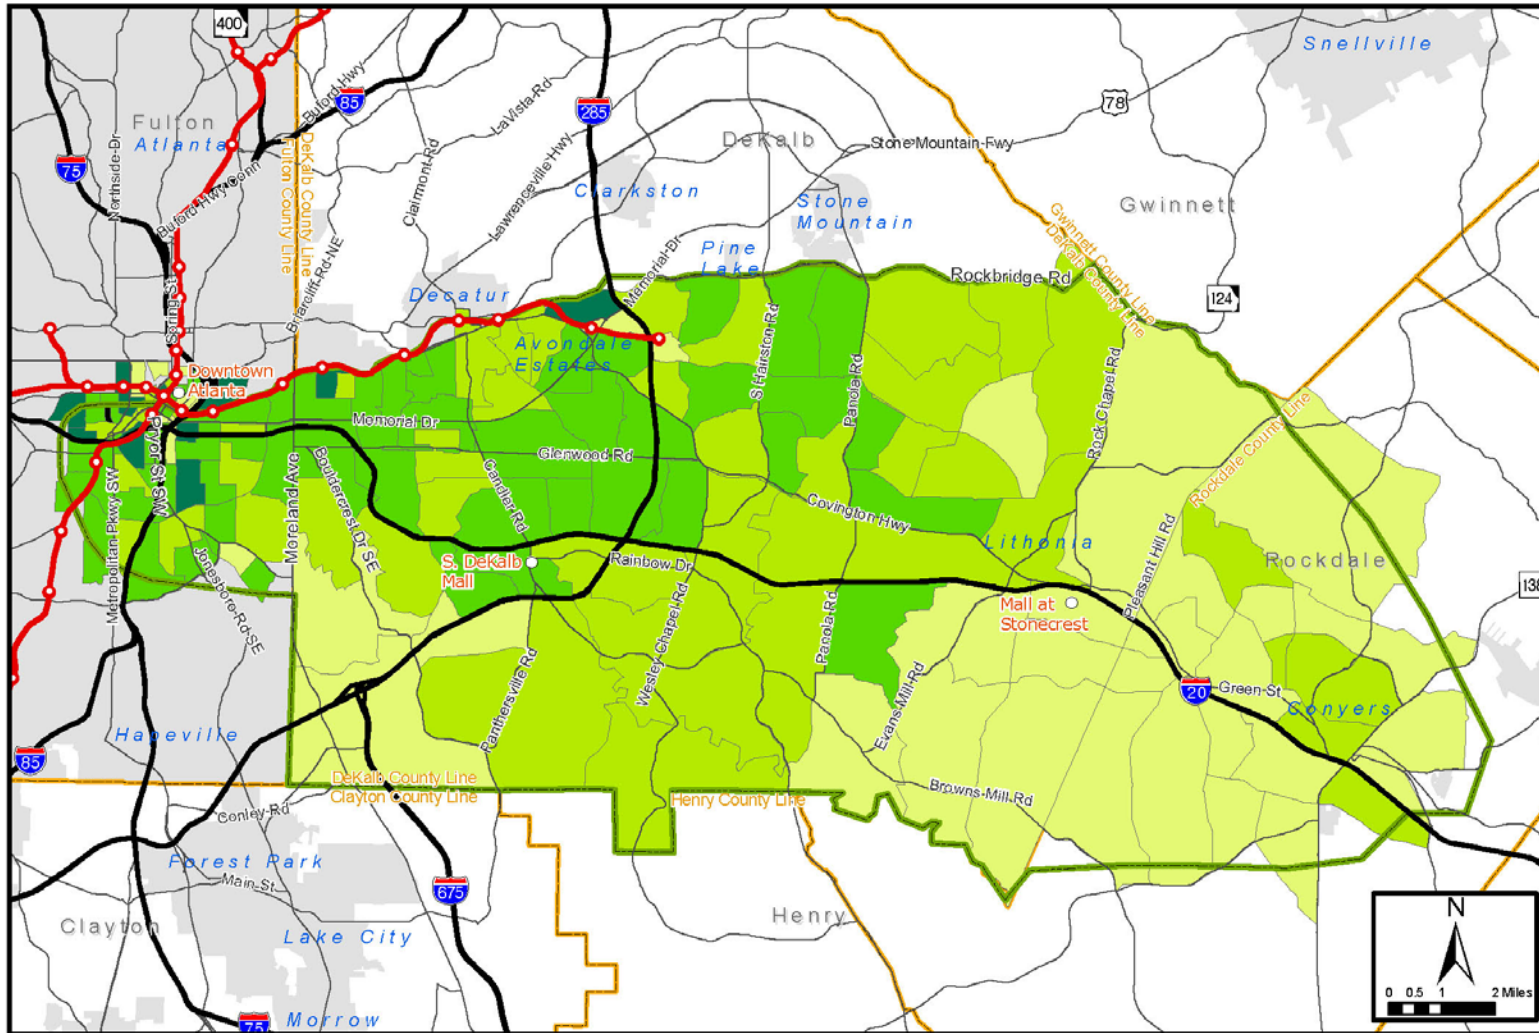 400
Snellville
Buford Hwy
85
285
LaVista Rd
78
Fulton
Atlanta
DeKalb County Line
Fulton County Line
DeKalb
Stone Mountain Fwy
75
Northside Dr
Buford Hwy Conn
Clairmont Rd
Lawrenceville Hwy
Clarkston
Stone
Mountain
Gwinnett
Gwinnett County Line
DeKalb County Line
Briarcliff Rd NE
Memorial Dr
Pine
Lake
Rockbridge Rd
124
Spring St
Decatur
Avondale
Estates
S Hairston Rd
Panola Rd
Rock Chapel Rd
Downtown
Atlanta
Memorial Dr
Glenwood Rd
Rockdale County Line
Pryor St SW
Metropolitan Pkwy SW
Moreland Ave
Bouldercrest Dr SE
Candler Rd
Covington Hwy
Lithonia
Pleasant Hill Rd
Rockdale
Jonesboro Rd SE
S. DeKalb
Mall
Rainbow Dr
Mall at
Stonecrest
138
Wesley Chapel Rd
Panola Rd
Evans Mill Rd
Panthersville Rd
20
Green St
Conyers
Hapeville
85
DeKalb County Line
Clayton County Line
Henry County Line
Browns Mill Rd
Conley Rd
Forest Park
Main St
675
Clayton
Lake City
Henry
Morrow
75
N
0 0.5 1 2 Miles